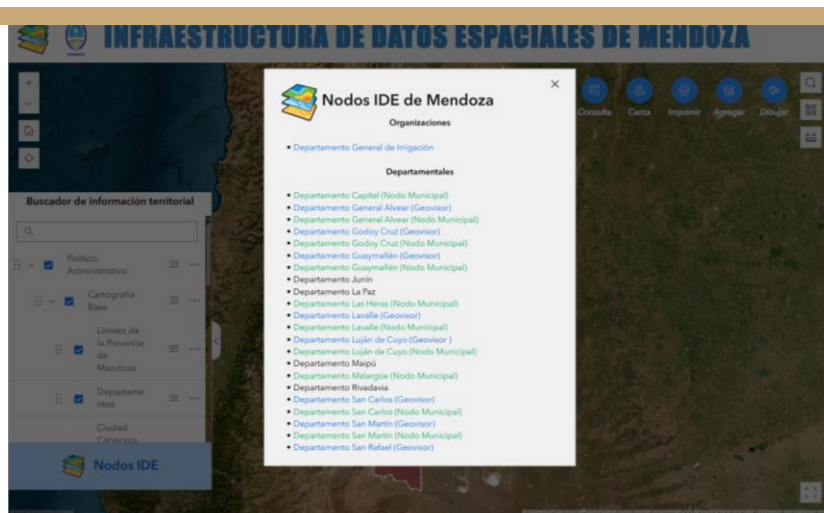 INFRAESTRUCTURA DE DATOS ESPACIALES DE MENDOZA
Nodos IDE de Mendoza
Organizaciones
• Departamento General de Irrigación
Departamentales
• Departamento Capital (Nodo Municipal)
• Departamento General Alvear (Geovisor)
• Departamento General Alvear (Nodo Municipal)
• Departamento Godoy Cruz (Geovisor)
• Departamento Godoy Cruz (Nodo Municipal)
• Departamento Guaymallén (Geovisor)
• Departamento Guaymallén (Nodo Municipal)
• Departamento Junín
• Departamento La Paz
• Departamento Las Heras (Nodo Municipal)
• Departamento Lavalle (Geovisor)
• Departamento Lavalle (Nodo Municipal)
• Departamento Luján de Cuyo (Geovisor )
• Departamento Luján de Cuyo (Nodo Municipal)
• Departamento Maipú
• Departamento Malargüe (Nodo Municipal)
• Departamento Rivadavia
• Departamento San Carlos (Geovisor)
• Departamento San Carlos (Nodo Municipal)
• Departamento San Martín (Geovisor)
• Departamento San Martín (Nodo Municipal)
• Departamento San Rafael (Geovisor)
Consulta Cerca Imprimir Agregar Dibujar
Buscador de información territorial
Político-
Administrativo
Cartografía
Base
Límites de
la Provincia
de
Mendoza
Departame
ntos
Ciudad
Cabecera
Nodos IDE